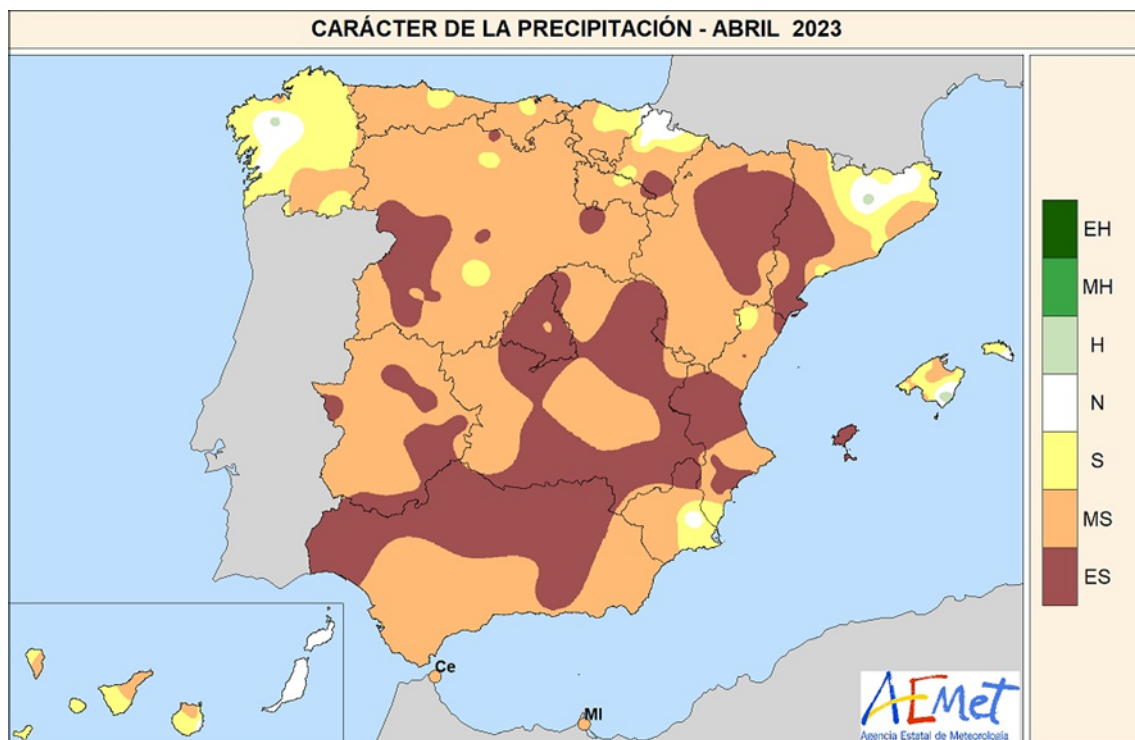 CARÁCTER DE LA PRECIPITACIÓN - ABRIL 2023
EH
MH
H
N
S
MS
ES
Ce
Ml
AEMet
Agencia Estatal de Meteorología